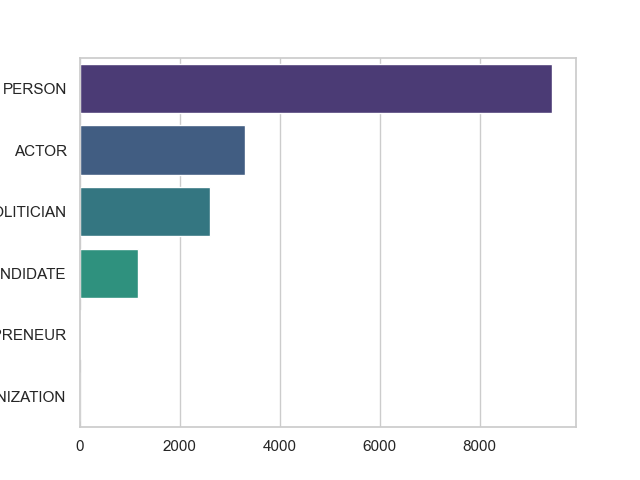 PERSON
ACTOR
OLITICIAN
NDIDATE
PRENEUR
NIZATION
0 2000 4000 6000 8000